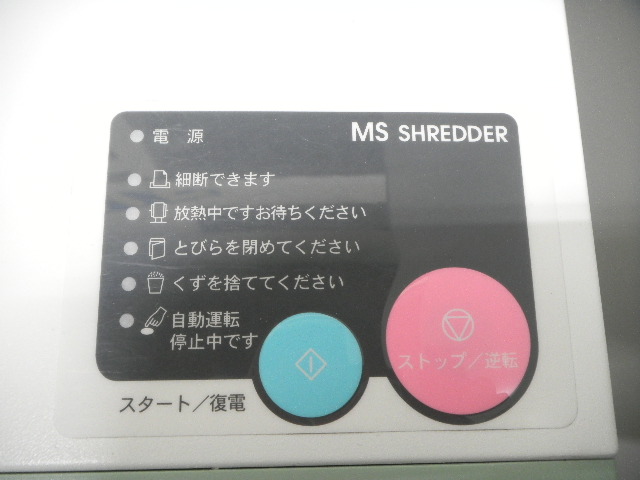 電 源
MS SHREDDER
細断できます
放熱中ですお待ちください
とびらを閉めてください
くずを捨ててください
自動運転
停止中です
ストップ／逆転
スタート／復電